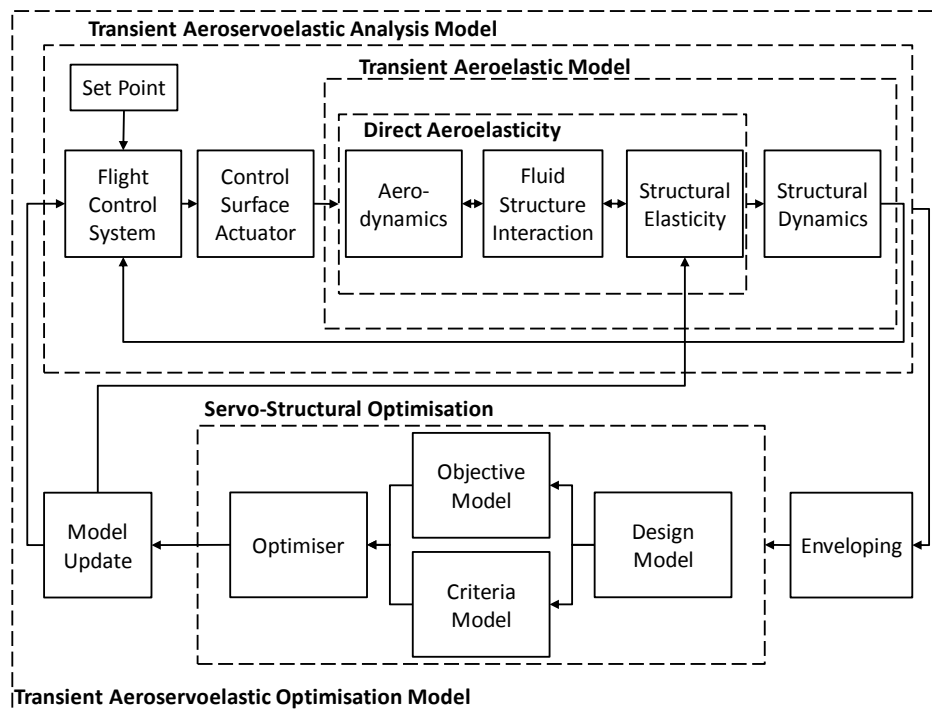 Transient Aeroservoelastic Analysis Model
Transient Aeroelastic Model
Set Point
Direct Aeroelasticity
Flight
Control
System
Control
Surface
Actuator
Aero-
dynamics
Fluid
Structure
Interaction
Structural
Elasticity
Structural
Dynamics
Servo-Structural Optimisation
Model
Update
Optimiser
Objective
Model
Criteria
Model
Design
Model
Enveloping
Transient Aeroservoelastic Optimisation Model